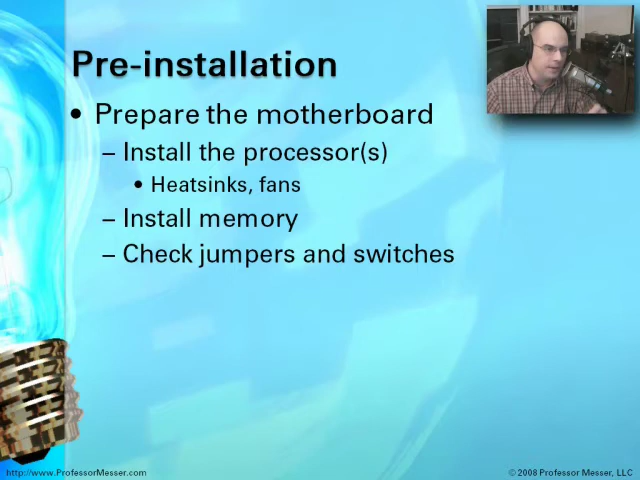 Pre-installation
• Prepare the motherboard
– Install the processor(s)
• Heatsinks, fans
– Install memory
– Check jumpers and switches
http://www.ProfessorMesser.com
© 2008 Professor Messer, LLC